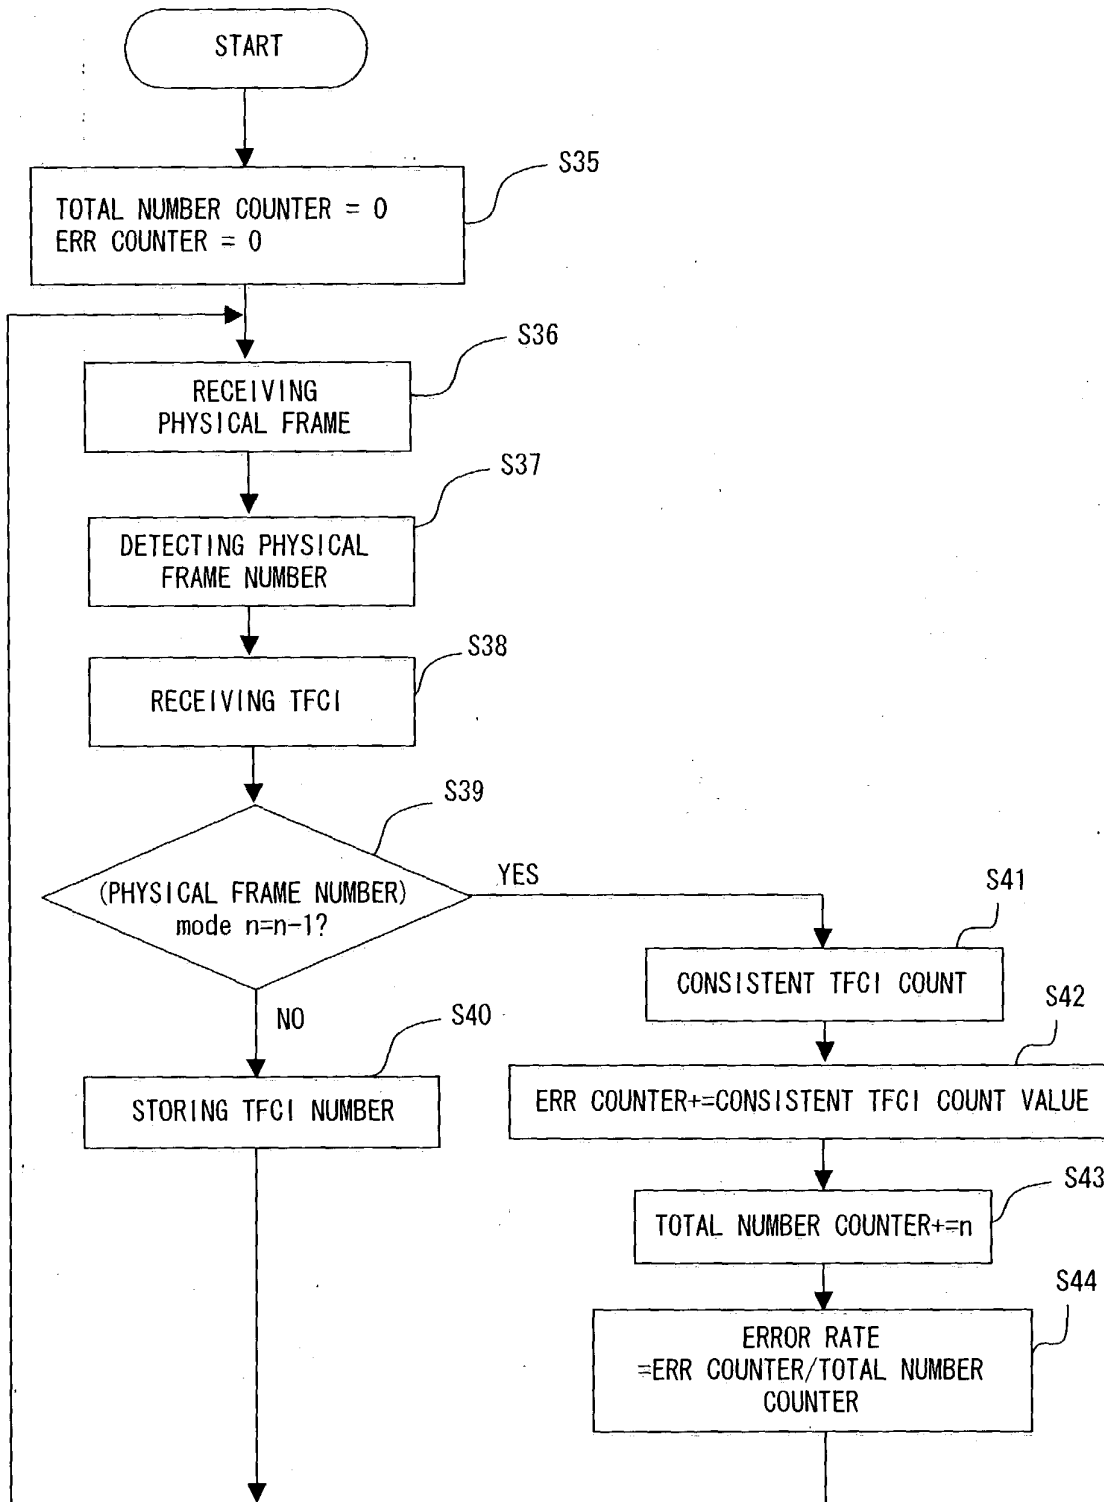 START
S35
TOTAL NUMBER COUNTER = 0
ERR COUNTER = 0
S36
RECEIVING
PHYSICAL FRAME
S37
DETECTING PHYSICAL
FRAME NUMBER
S38
RECEIVING TFCI
S39
(PHYSICAL FRAME NUMBER)
mode n=n-1?
YES
NO
S40
STORING TFCI NUMBER
S41
CONSISTENT TFCI COUNT
S42
ERR COUNTER+=CONSISTENT TFCI COUNT VALUE
S43
TOTAL NUMBER COUNTER+=n
S44
ERROR RATE
=ERR COUNTER/TOTAL NUMBER
COUNTER